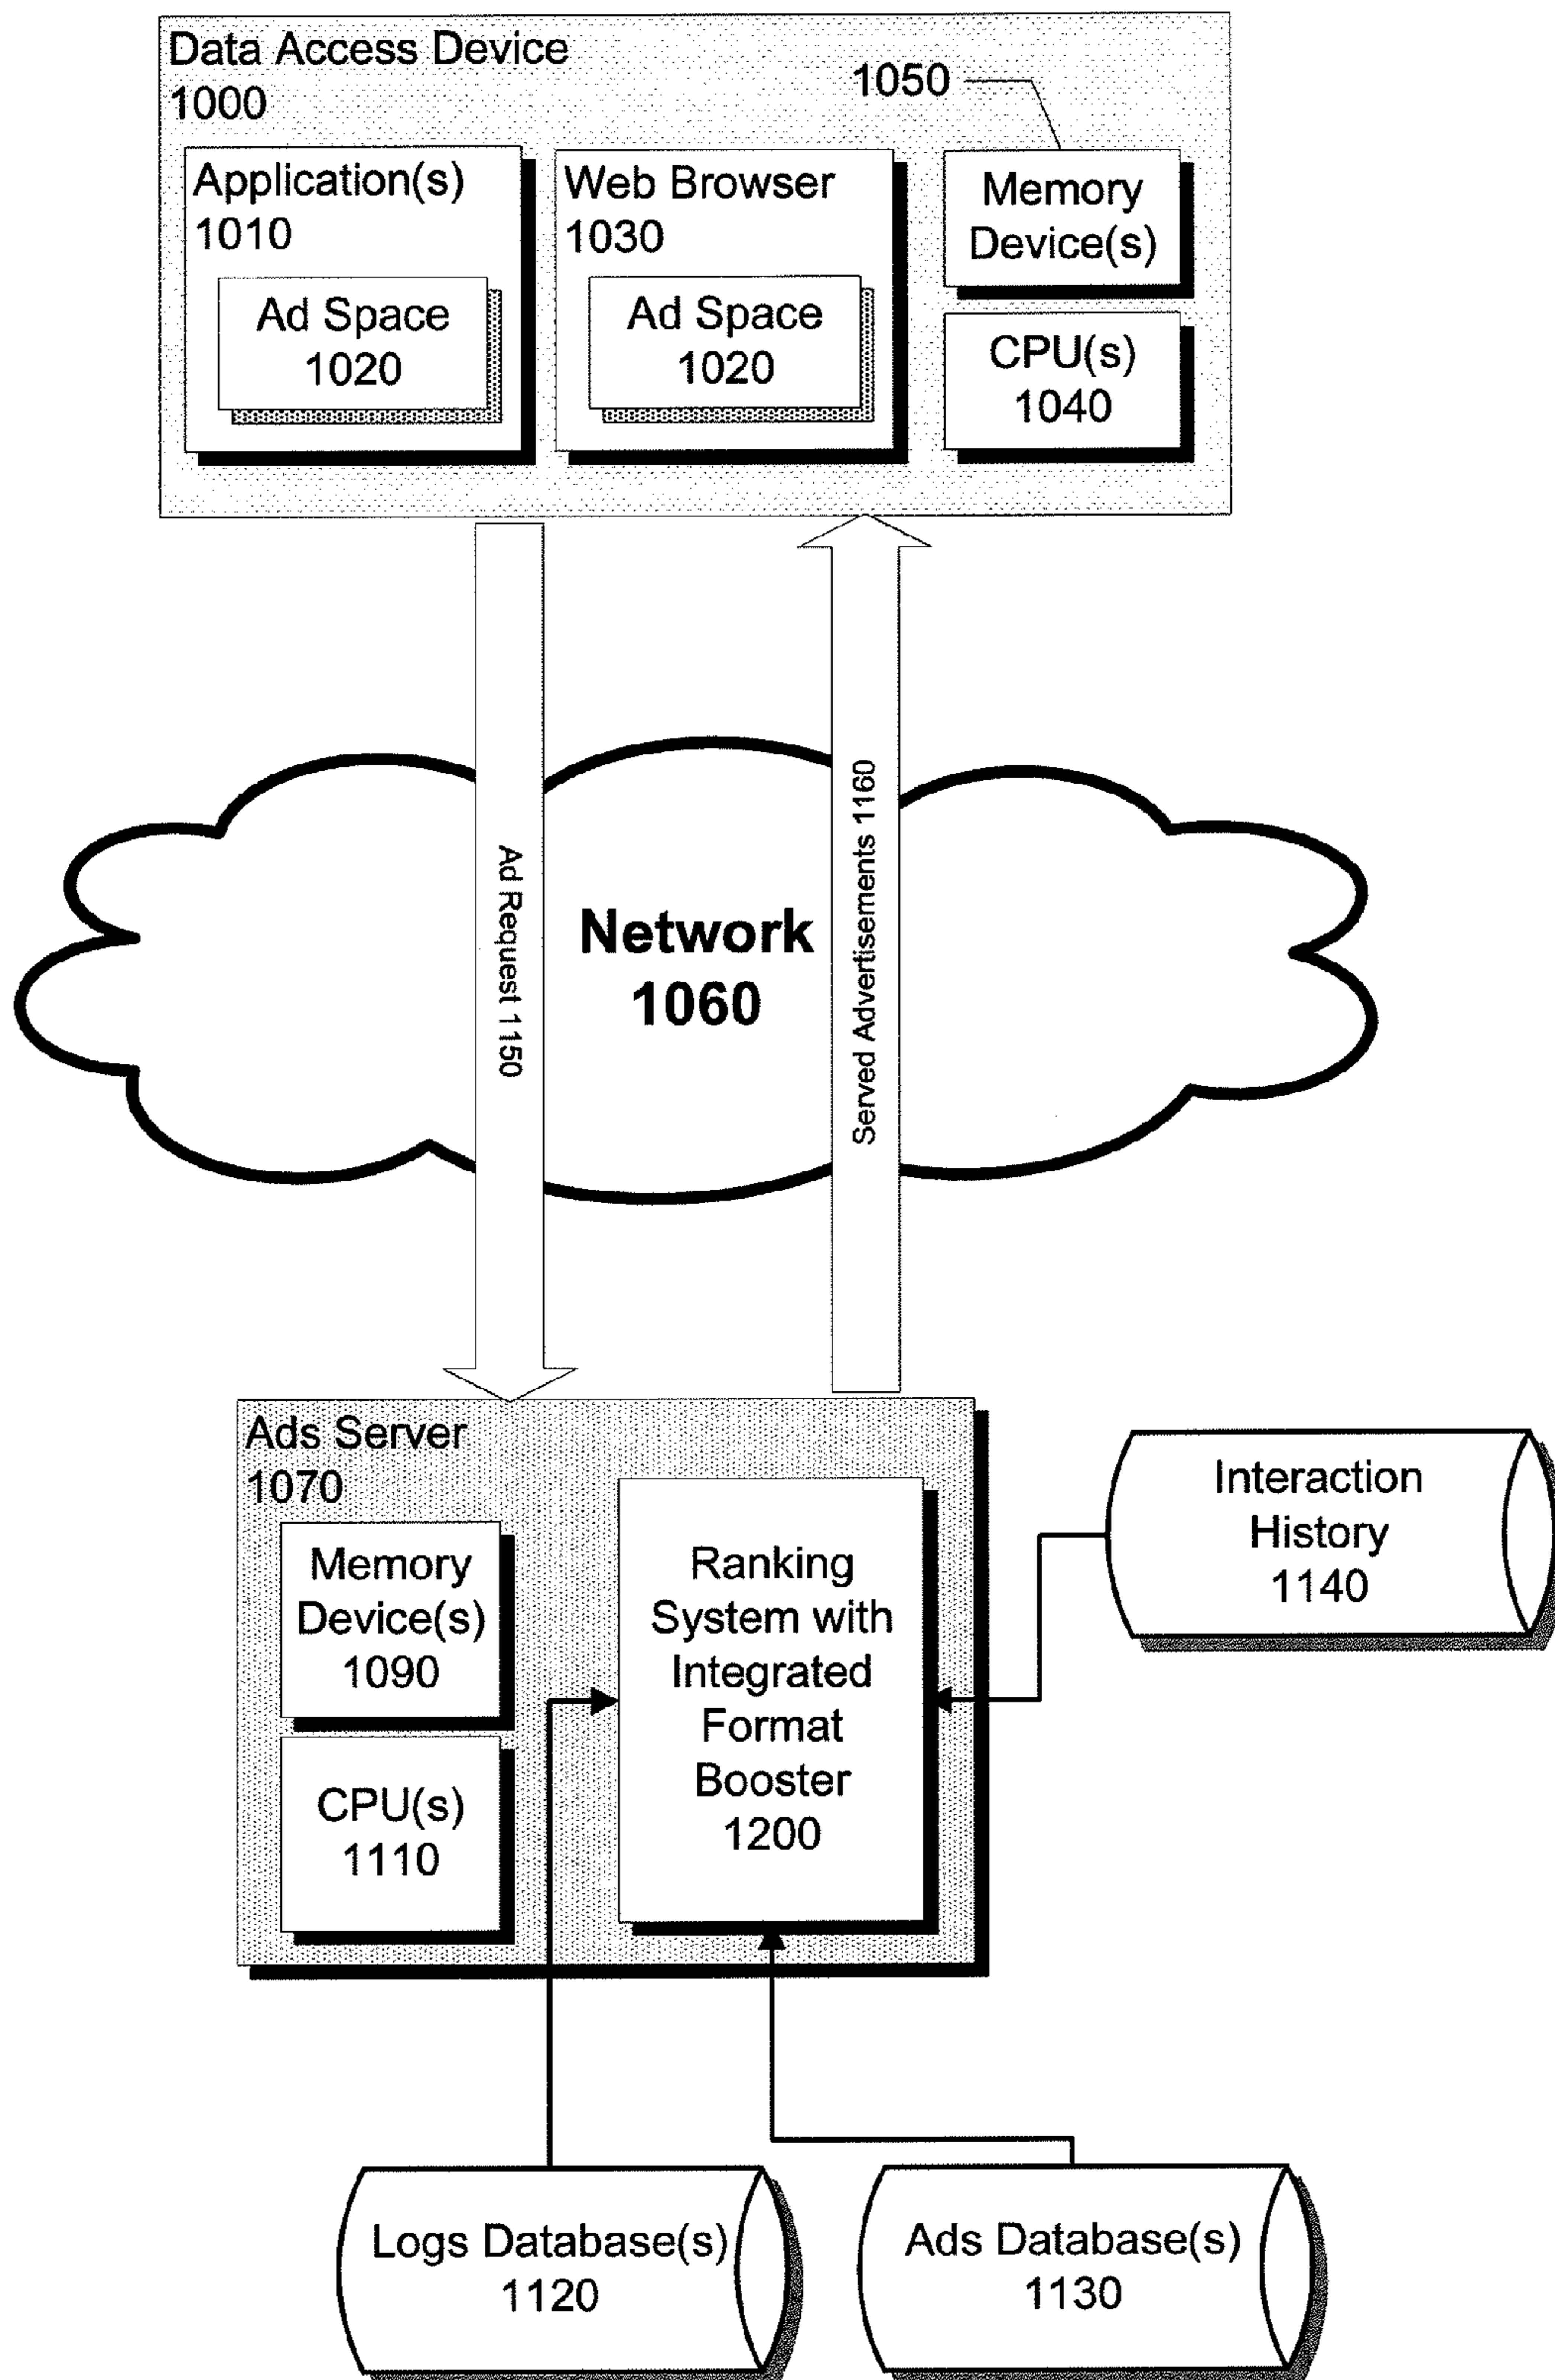 Data Access Device
1000
1050
Application(s)
1010
Ad Space
1020
Web Browser
1030
Ad Space
1020
Memory
Device(s)
CPU(s)
1040
Ad Request 1150
Network
1060
Served Advertisements 1160
Ads Server
1070
Memory
Device(s)
1090
CPU(s)
1110
Ranking
System with
Integrated
Format
Booster
1200
Interaction
History
1140
Logs Database(s)
1120
Ads Database(s)
1130